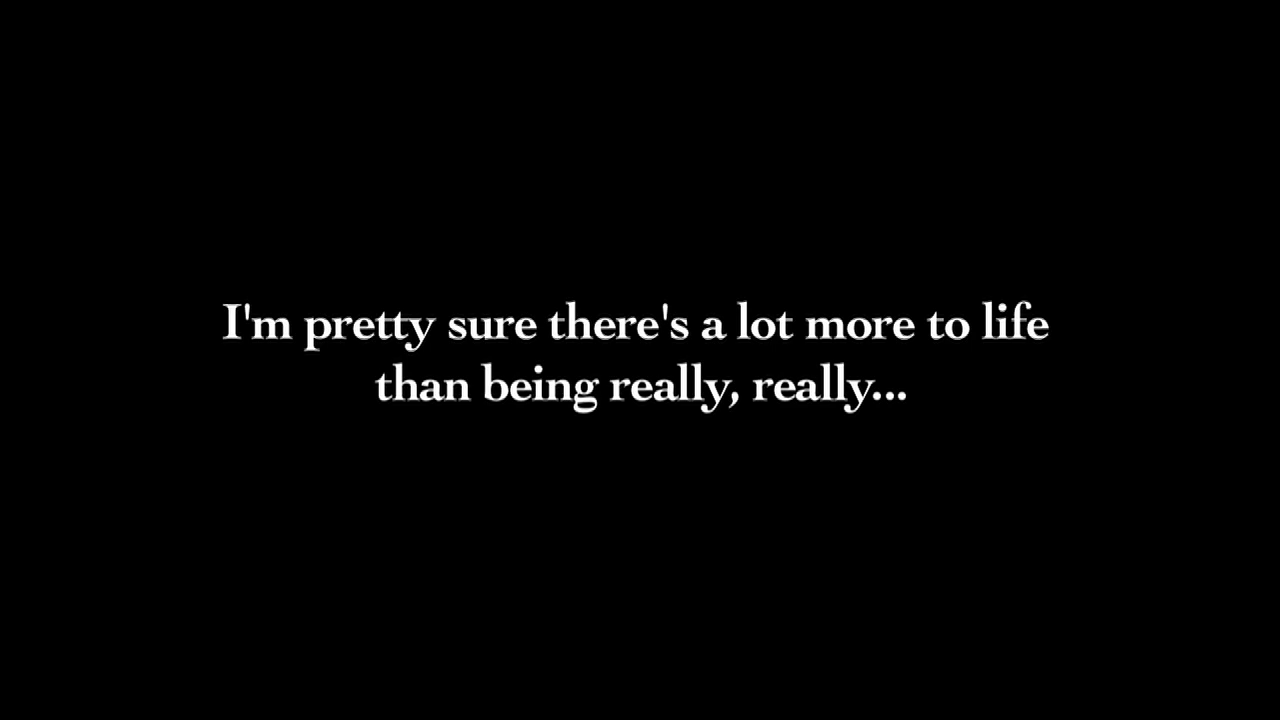 I'm pretty sure there's a lot more to life
than being really, really...